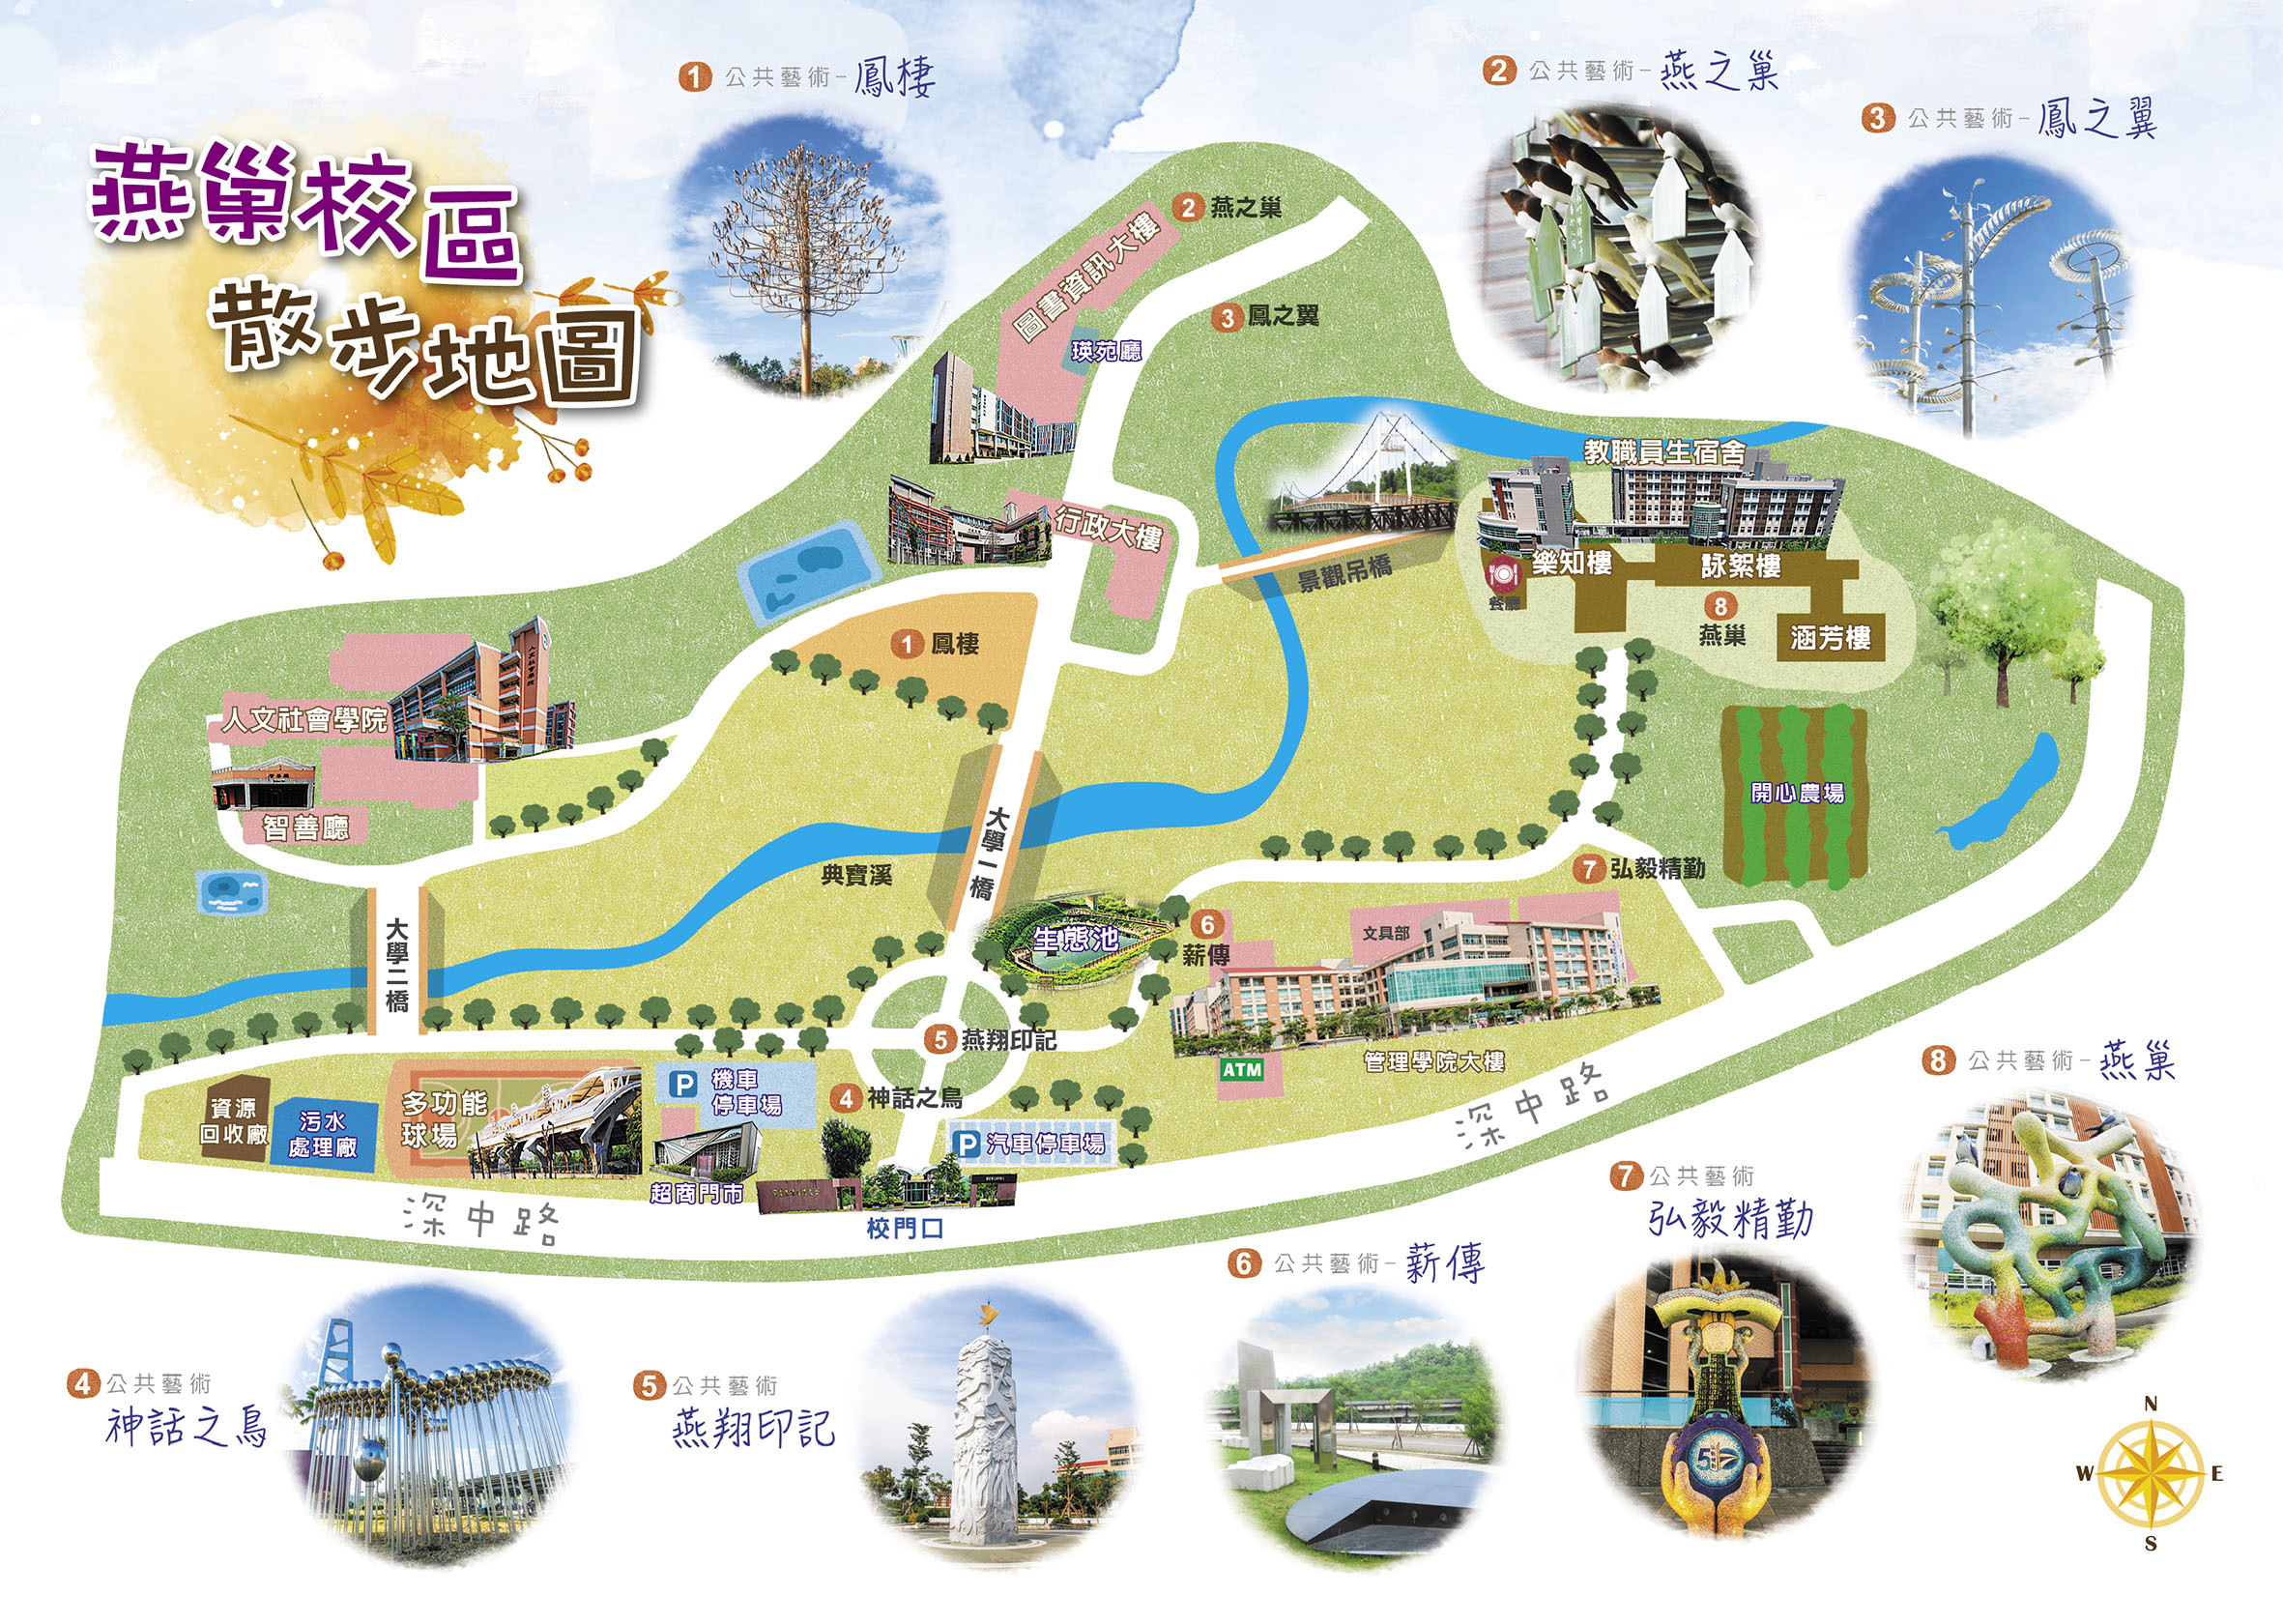 燕巢校區
散步地圖
1 公共藝術-鳳棲
2 公共藝術-燕之巢
3 公共藝術-鳳之翼
2 燕之巢
圖書資訊大樓
3 鳳之翼
瑛苑廳
行政大樓
景觀吊橋
教職員生宿舍
樂知樓
詠絮樓
餐廳
8
燕巢
涵芳樓
1 鳳棲
人文社會學院
智善廳
開心農場
大學一橋
典寶溪
7 弘毅精勤
大學二橋
生態池
6
薪傳
文具部
5 燕翔印記
管理學院大樓
ATM
資源
回收廠
污水
處理廠
多功能
球場
P 機車
停車場
4 神話之鳥
P 汽車停車場
超商門市
校門口
深中路
深中路
8 公共藝術-燕巢
7 公共藝術
弘毅精勤
6 公共藝術-薪傳
4 公共藝術
神話之鳥
5 公共藝術
燕翔印記
N
W E
S